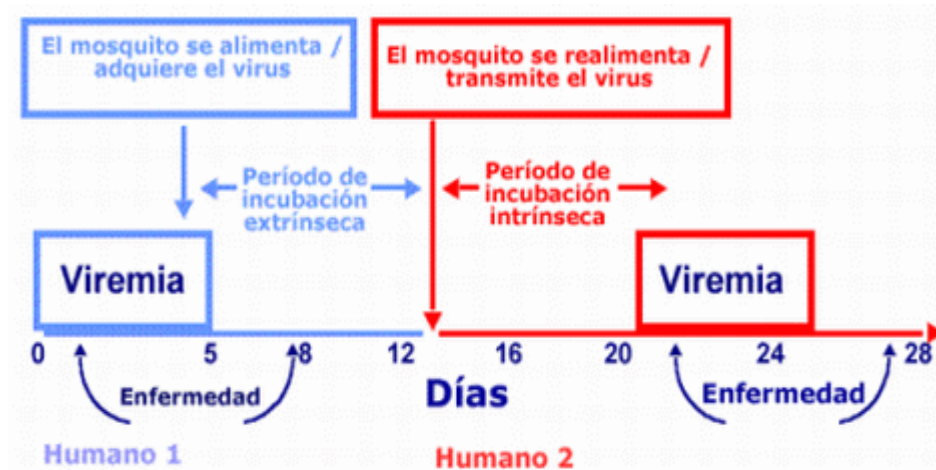 El mosquito se alimenta /
adquiere el virus
El mosquito se realimenta /
transmite el virus
Período de
incubación
extrínseca
Período de
incubación
intrínseca
Viremia
Viremia
0 5 8 12 16 20 24 28
Enfermedad
Días
Enfermedad
Humano 1
Humano 2